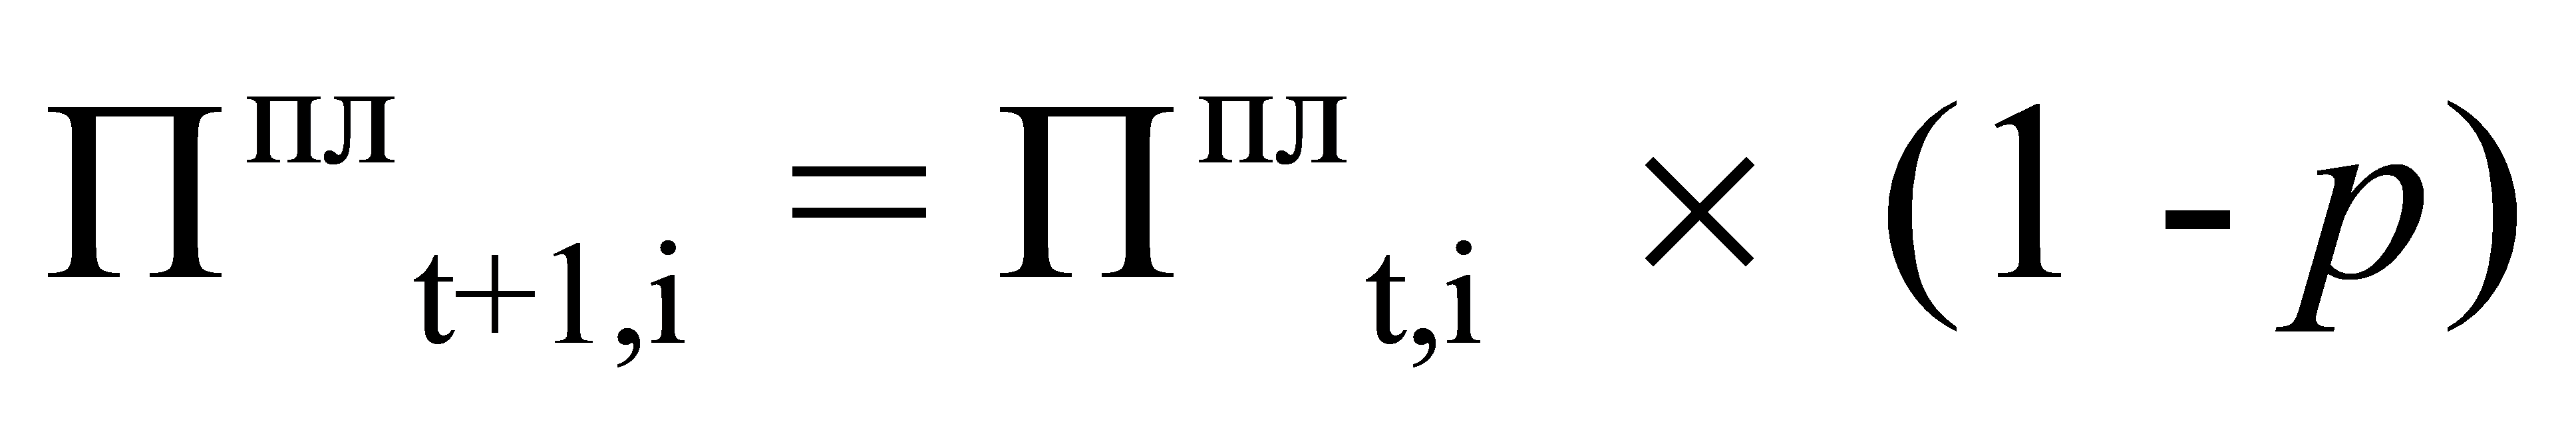 П^пл_t+1,i = П^пл_t,i × (1 - p)